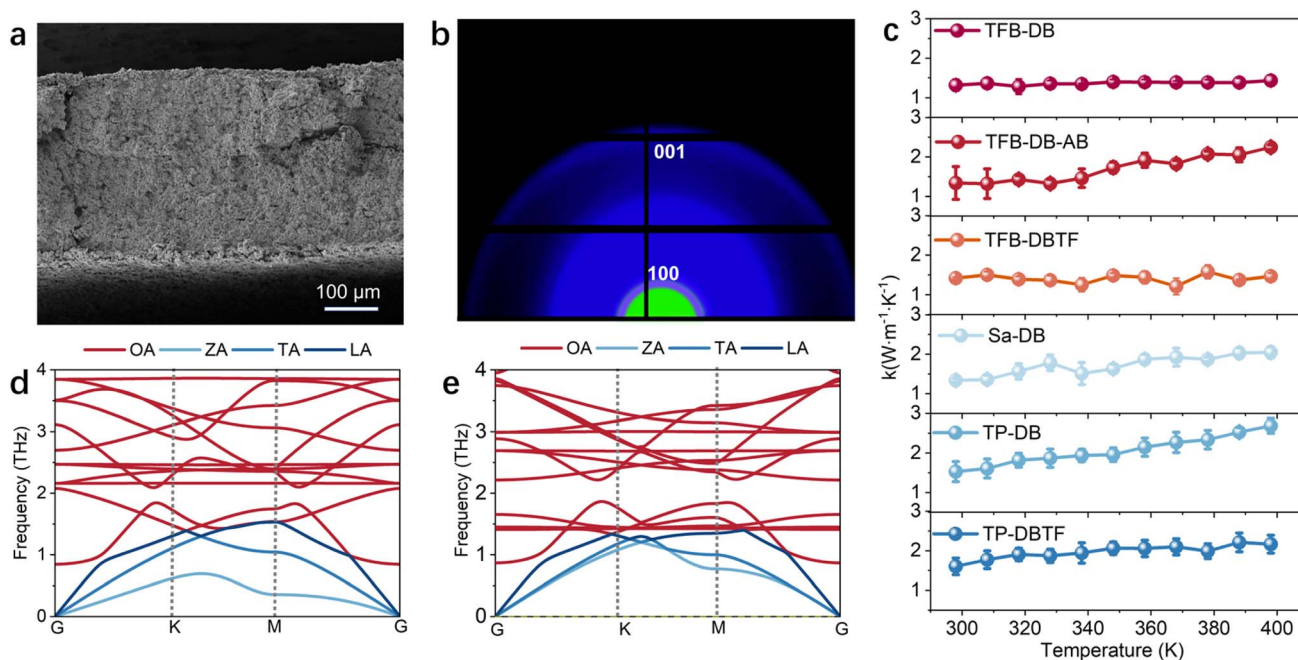 a
100 μm
b
001
100
c
k(W·m⁻¹·K⁻¹)
3
TFB-DB
2
1
3
TFB-DB-AB
2
1
3
TFB-DBTF
2
1
3
Sa-DB
2
1
3
TP-DB
2
1
3
TP-DBTF
2
1
300 320 340 360 380 400
Temperature (K)
OA ZA TA LA
d
Frequency (THz)
4
3
2
1
0
G K M G
OA ZA TA LA
e
Frequency (THz)
4
3
2
1
0
G K M G